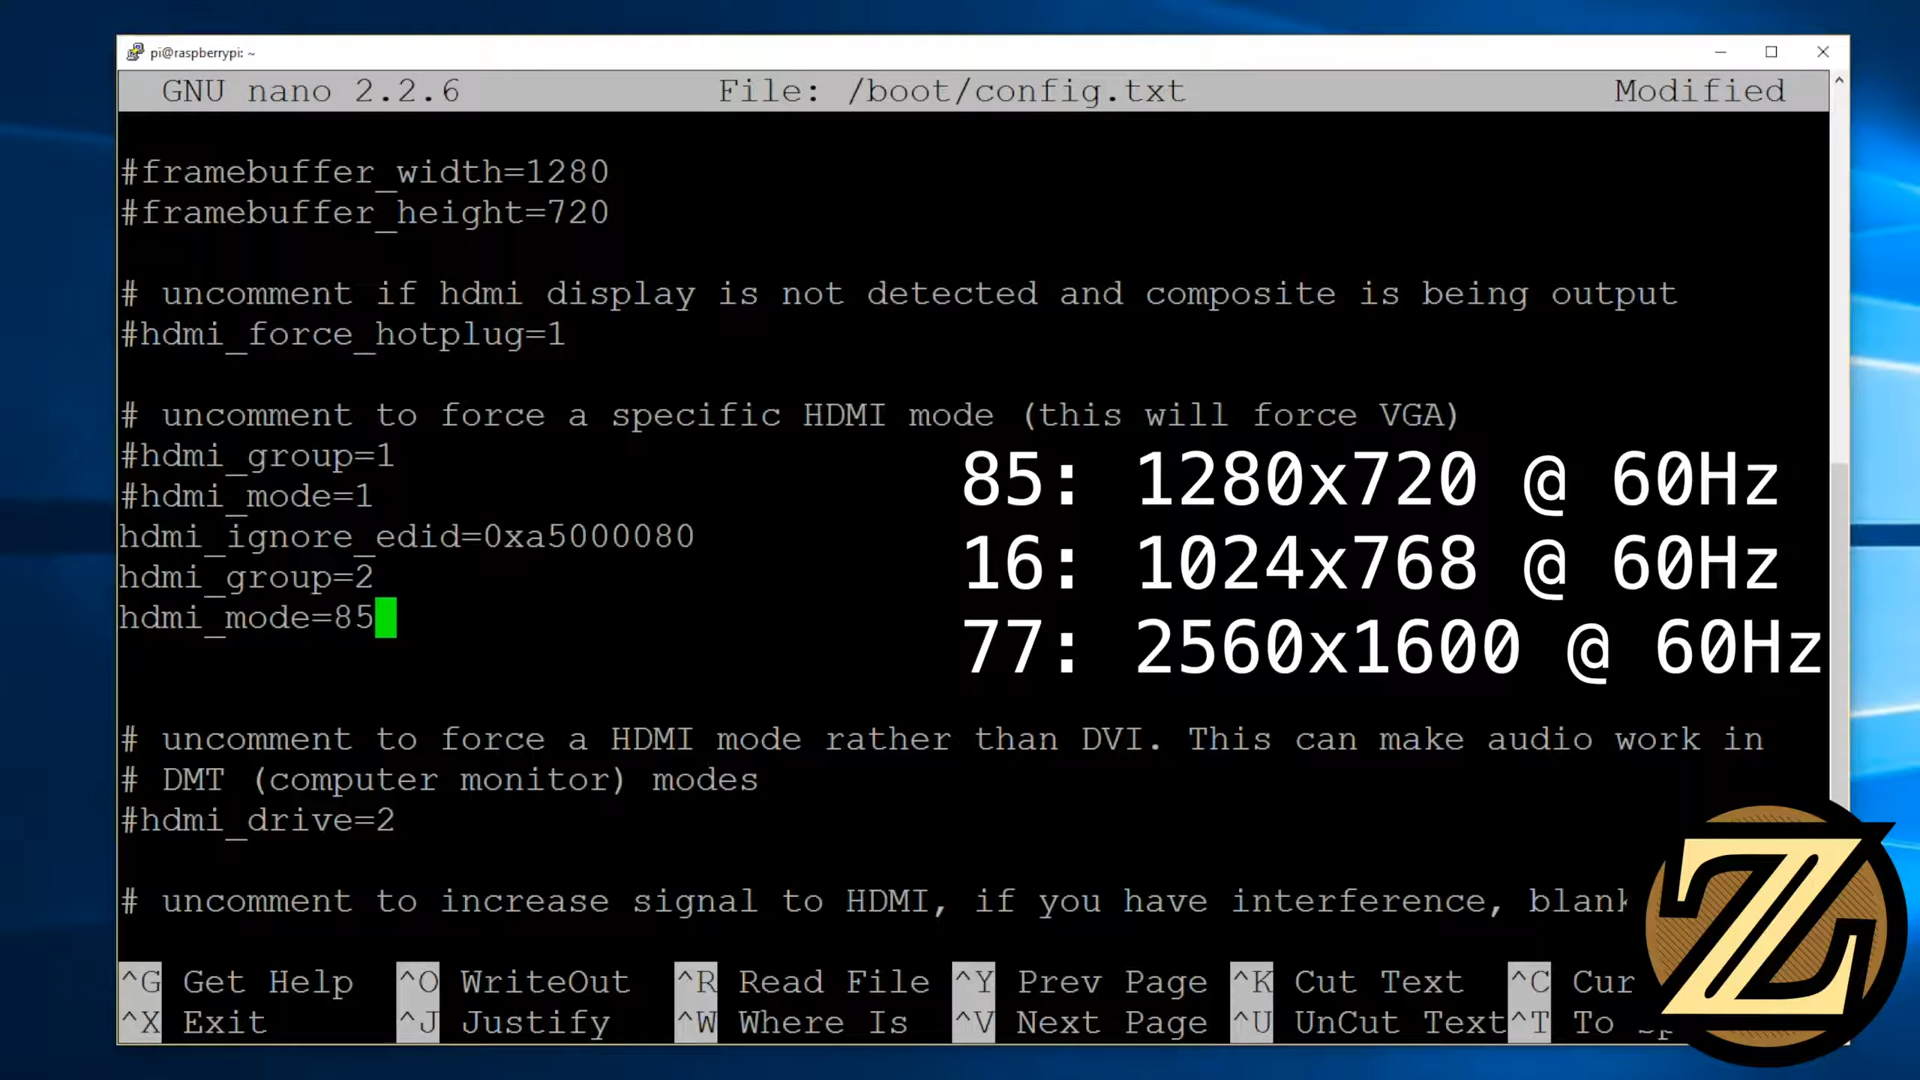 pi@raspberrypi: ~
GNU nano 2.2.6 File: /boot/config.txt Modified
#framebuffer_width=1280
#framebuffer_height=720
# uncomment if hdmi display is not detected and composite is being output
#hdmi_force_hotplug=1
# uncomment to force a specific HDMI mode (this will force VGA)
#hdmi_group=1
#hdmi_mode=1
hdmi_ignore_edid=0xa5000080
hdmi_group=2
hdmi_mode=85
85: 1280x720 @ 60Hz
16: 1024x768 @ 60Hz
77: 2560x1600 @ 60Hz
# uncomment to force a HDMI mode rather than DVI. This can make audio work in
# DMT (computer monitor) modes
#hdmi_drive=2
# uncomment to increase signal to HDMI, if you have interference, blank
^G Get Help ^O WriteOut ^R Read File ^Y Prev Page ^K Cut Text ^C Cur
^X Exit ^J Justify ^W Where Is ^V Next Page ^U UnCut Text ^T To Sp
Z